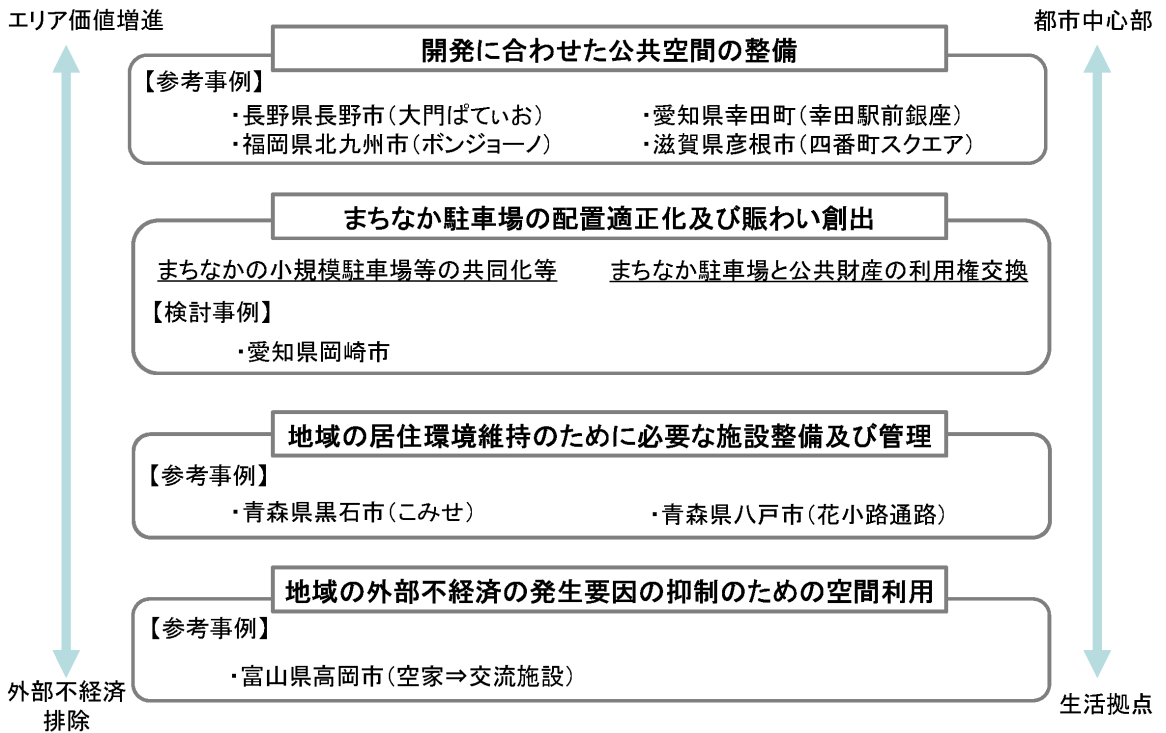 エリア価値増進
都市中心部
開発に合わせた公共空間の整備
【参考事例】
・長野県長野市(大門ぱてぃお)
・愛知県幸田町(幸田駅前銀座)
・福岡県北九州市(ボンジョーノ)
・滋賀県彦根市(四番町スクエア)
まちなか駐車場の配置適正化及び賑わい創出
まちなかの小規模駐車場等の共同化等
まちなか駐車場と公共財産の利用権交換
【検討事例】
・愛知県岡崎市
地域の居住環境維持のために必要な施設整備及び管理
【参考事例】
・青森県黒石市(こみせ)
・青森県八戸市(花小路通路)
地域の外部不経済の発生要因の抑制のための空間利用
【参考事例】
・富山県高岡市(空家⇒交流施設)
外部不経済
排除
生活拠点